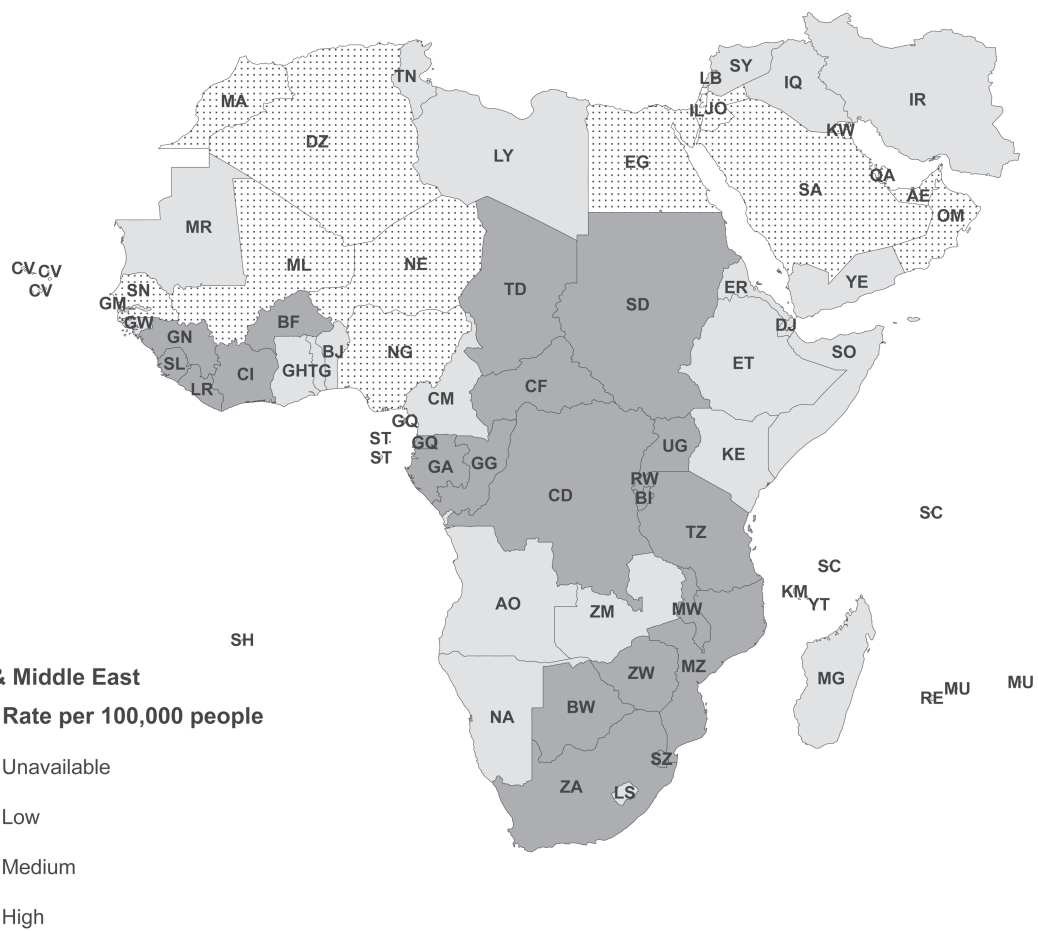 SY
LB
IQ
IR
TN
MA
IL
JO
KW
DZ
LY
EG
SA
QA
AE
OM
MR
CV
CV
CV
ML
NE
SN
GM
GW
TD
SD
ER
YE
DJ
GN
BF
SL
LR
CI
GH
TG
BJ
NG
CM
CF
ET
SO
GQ
ST
ST
GQ
GA
GG
UG
KE
RW
BI
CD
TZ
SC
SC
KM
YT
AO
ZM
MW
SH
ZW
MZ
MG
RE
MU
MU
NA
BW
SZ
ZA
LS
& Middle East
Rate per 100,000 people
Unavailable
Low
Medium
High